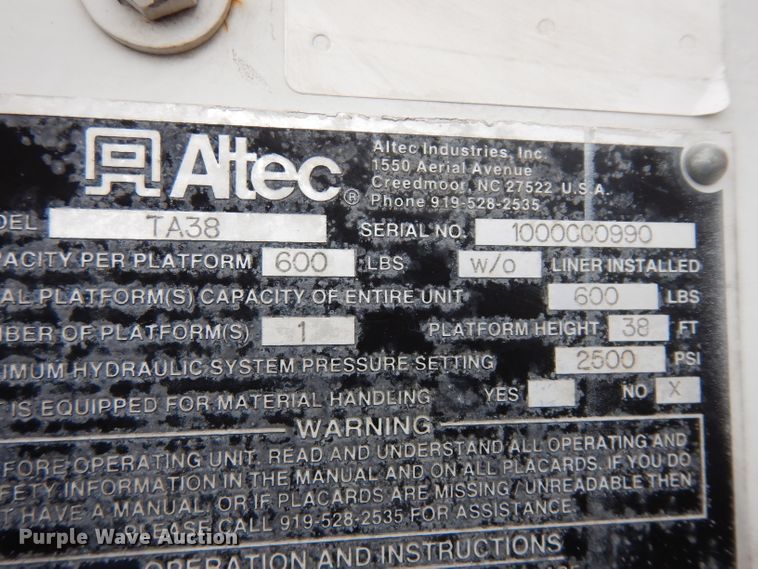 Altec
®
Altec Industries, Inc.
1550 Aerial Avenue
Creedmoor, NC 27522 U.S.A.
Phone 919-528-2535
DEL TA38 SERIAL NO. 1000CC0990
PACITY PER PLATFORM 600 LBS W/O LINER INSTALLED
AL PLATFORM(S) CAPACITY OF ENTIRE UNIT 600 LBS
MBER OF PLATFORM(S) 1 PLATFORM HEIGHT 38 FT
IMUM HYDRAULIC SYSTEM PRESSURE SETTING 2500 PSI
T IS EQUIPPED FOR MATERIAL HANDLING YES NO X
WARNING
FORE OPERATING UNIT, READ AND UNDERSTAND ALL OPERATING AND
FETY INFORMATION IN THE MANUAL AND ON ALL PLACARDS. IF YOU DO
T HAVE A MANUAL, OR IF PLACARDS ARE MISSING/UNREADABLE THEN
PLEASE CALL 919-528-2535 FOR ASSISTANCE.
OPERATION AND INSTRUCTIONS
Purple Wave Auction